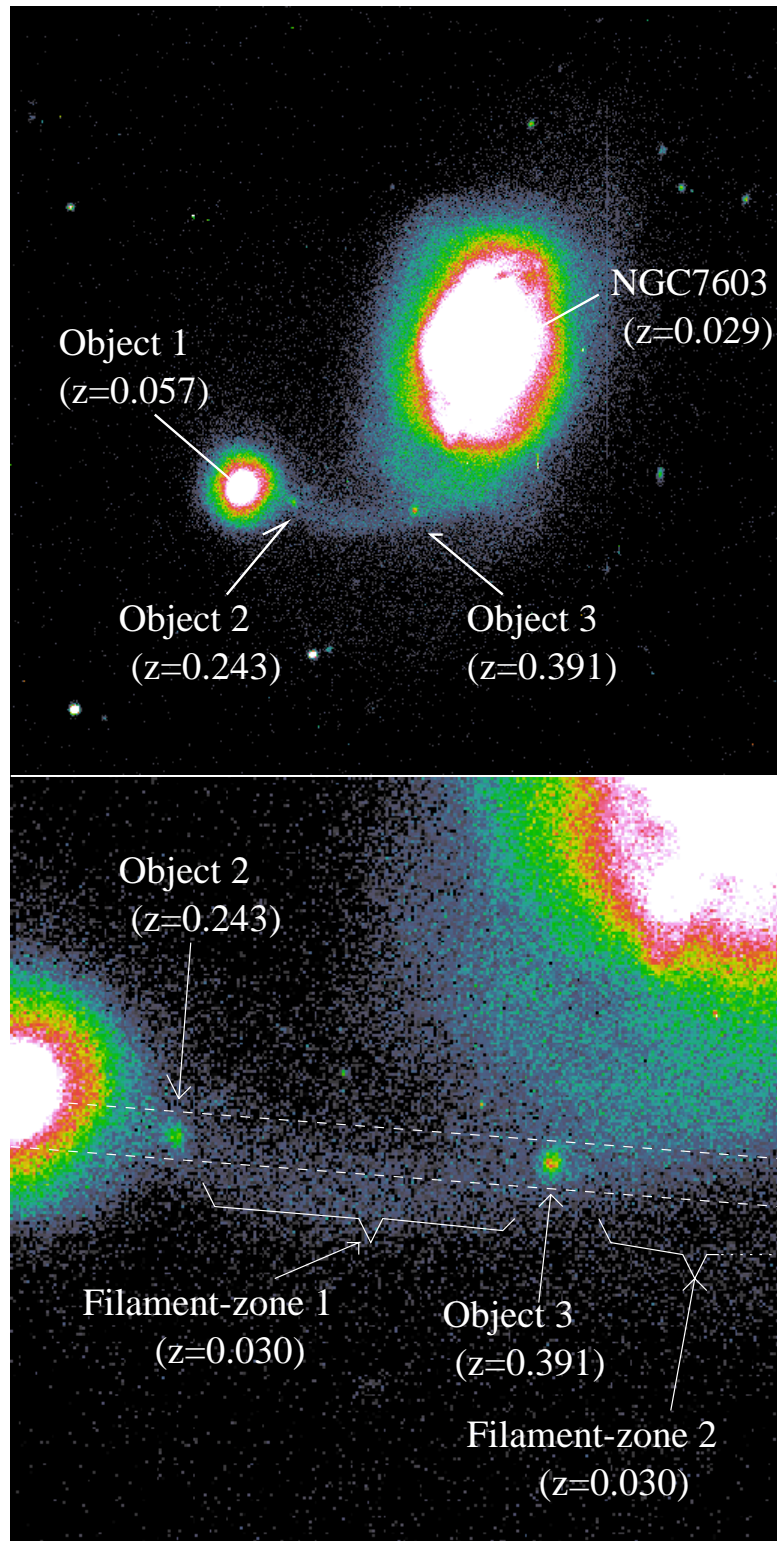 NGC7603
(z=0.029)
Object 1
(z=0.057)
Object 2
(z=0.243)
Object 3
(z=0.391)
Object 2
(z=0.243)
Filament-zone 1
(z=0.030)
Object 3
(z=0.391)
Filament-zone 2
(z=0.030)